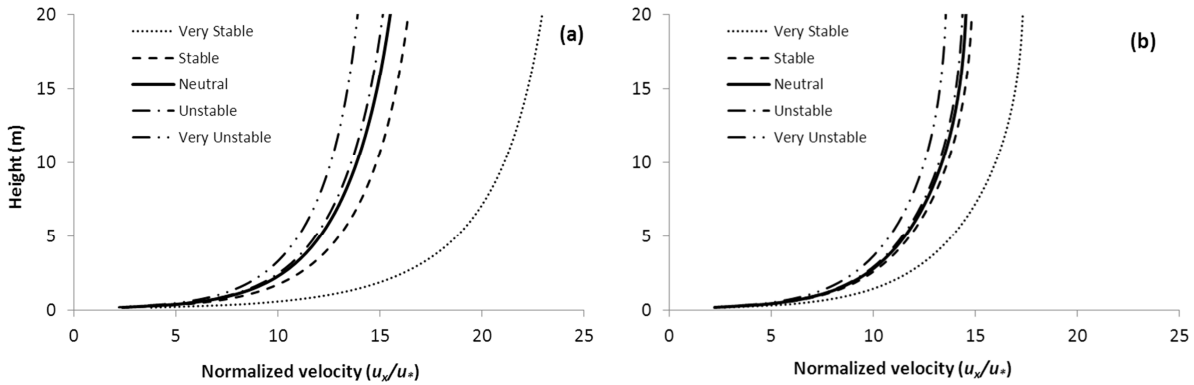 20
15
10
5
0
Height (m)
Very Stable
Stable
Neutral
Unstable
Very Unstable
(a)
0 5 10 15 20 25
Normalized velocity (uₓ/u*)
20
15
10
5
0
Very Stable
Stable
Neutral
Unstable
Very Unstable
(b)
0 5 10 15 20 25
Normalized velocity (uₓ/u*)